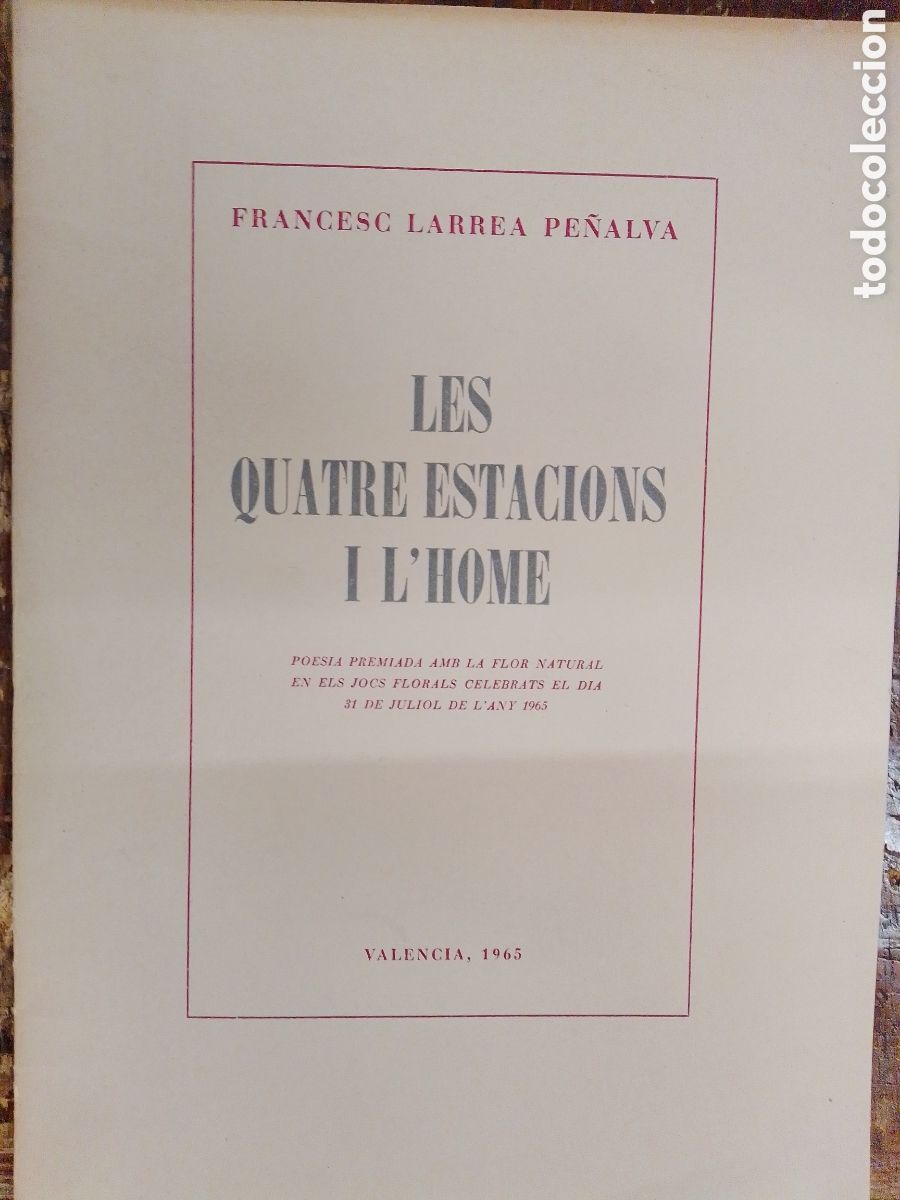 FRANCESC LARREA PEÑALVA
LES
QUATRE ESTACIONS
I L'HOME
POESIA PREMIADA AMB LA FLOR NATURAL
EN ELS JOCS FLORALS CELEBRATS EL DIA
31 DE JULIOL DE L'ANY 1965
VALENCIA, 1965
todocoleccion